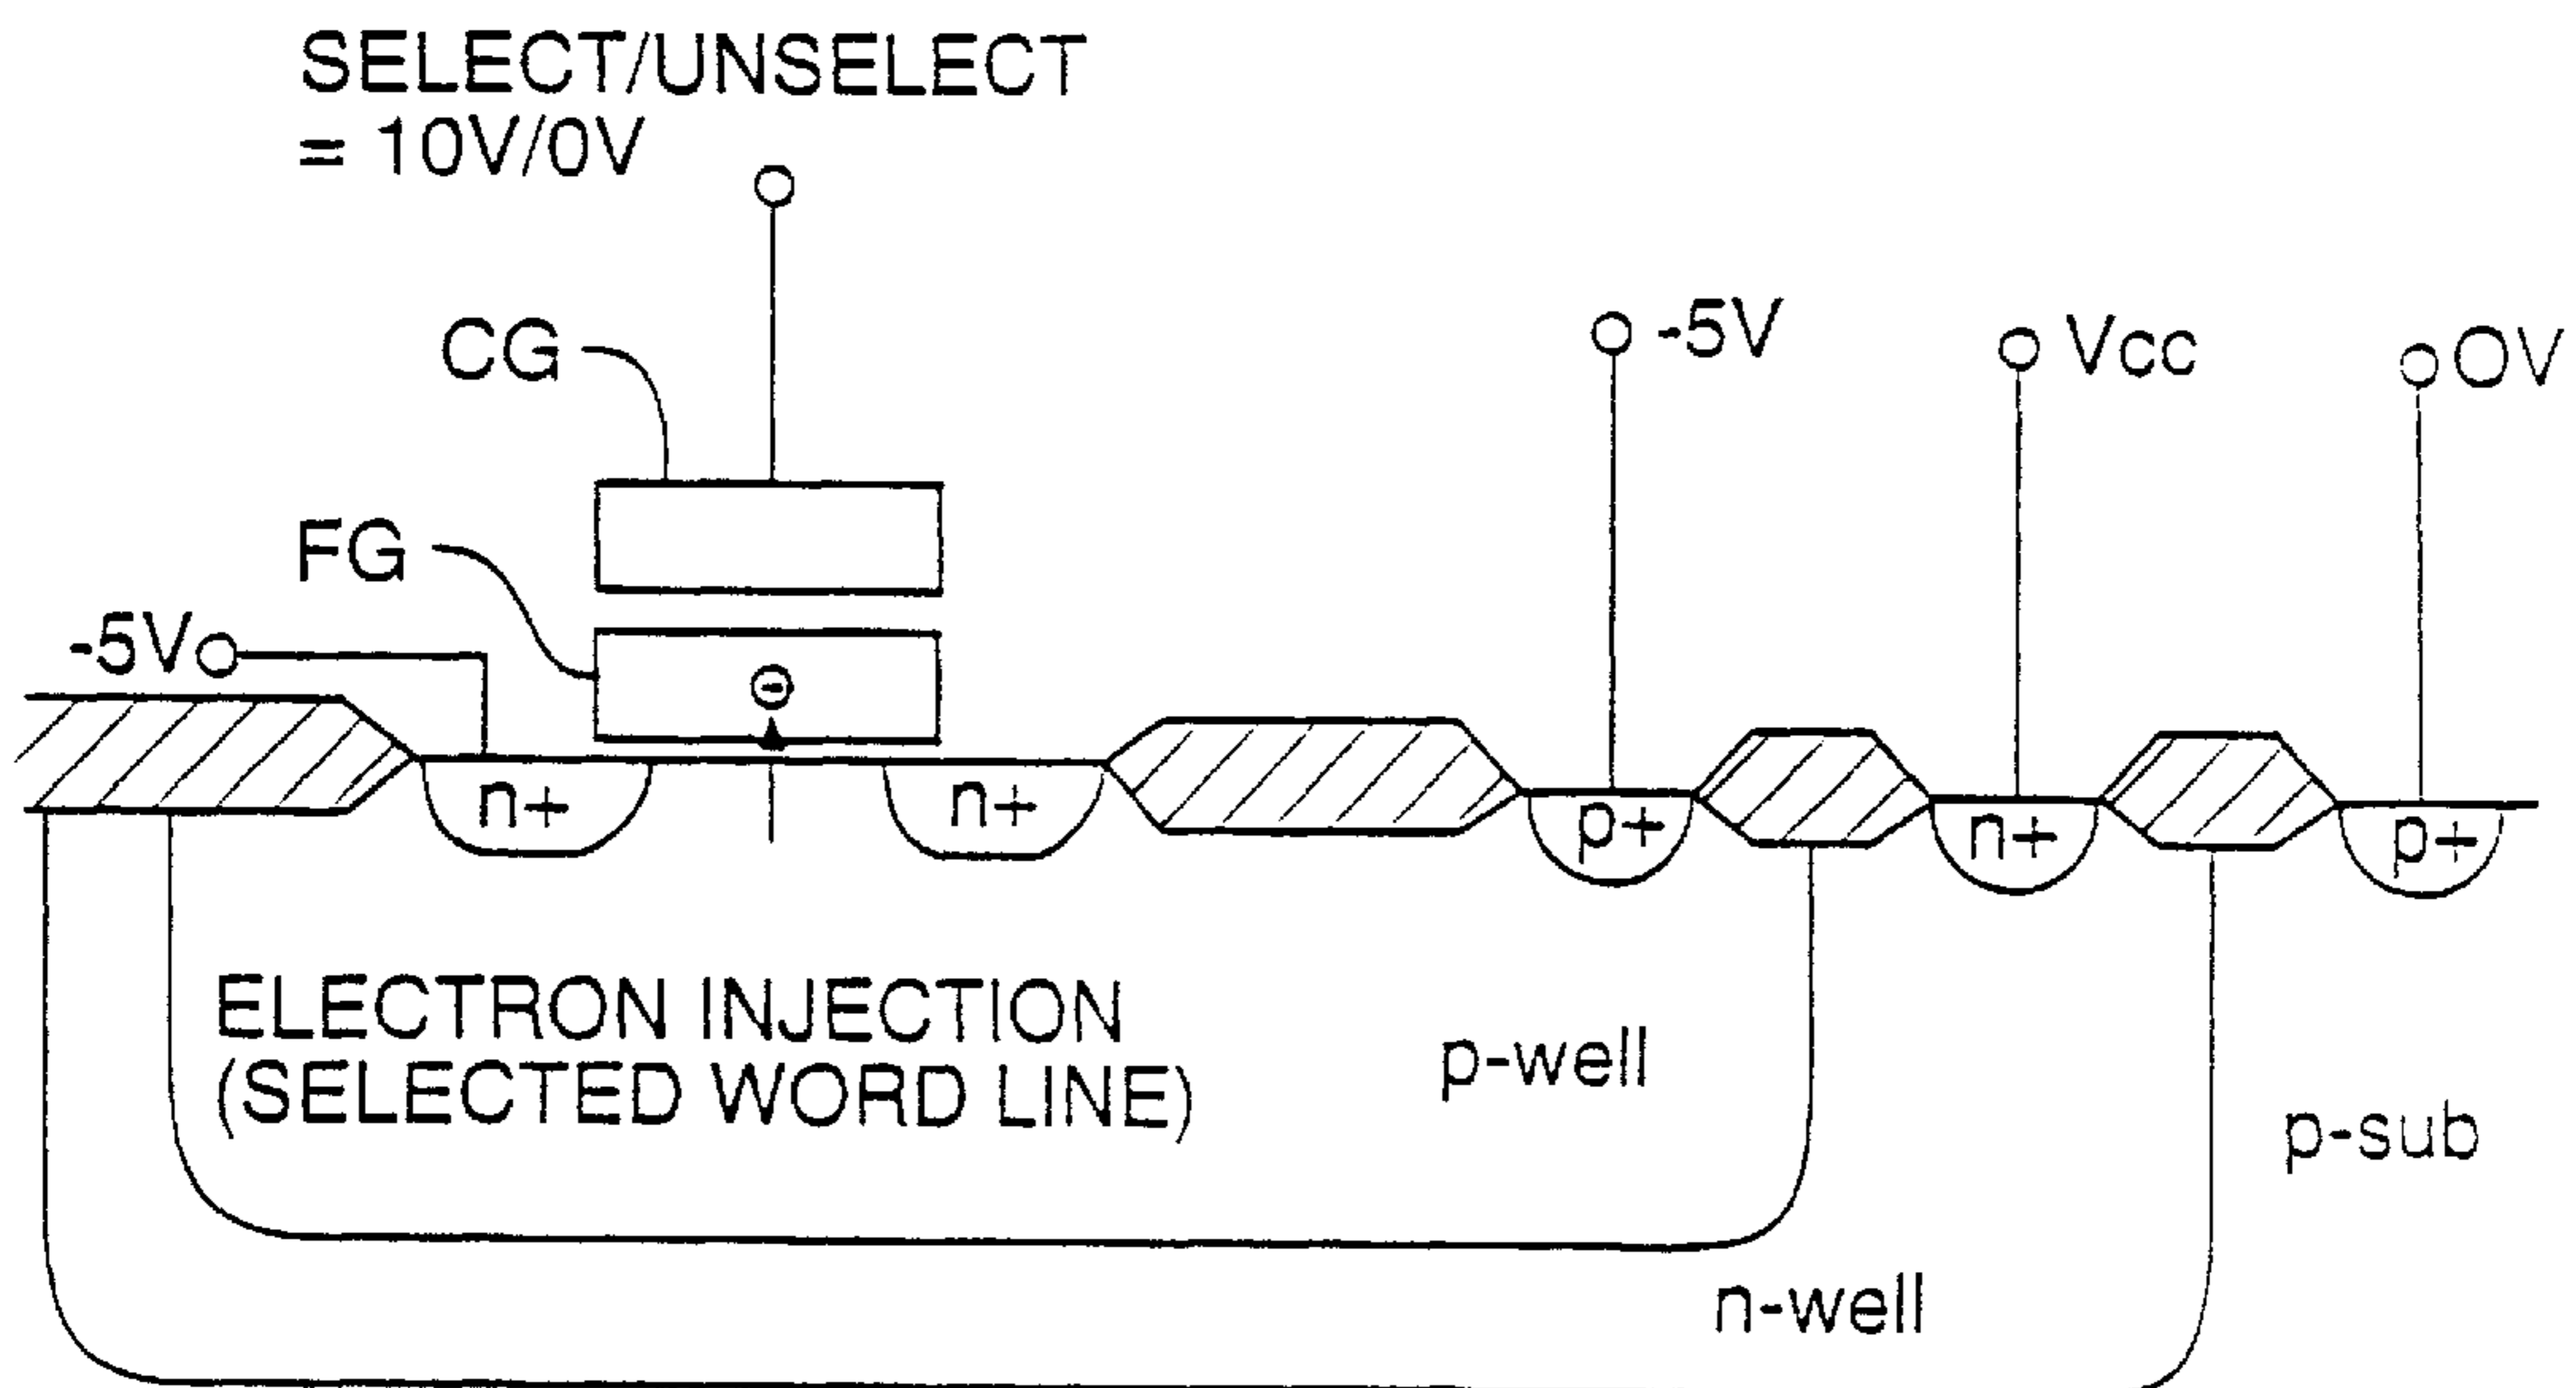 SELECT/UNSELECT
= 10V/0V
CG
-5V
Vcc
0V
FG
-5V
n+
n+
p+
n+
p+
ELECTRON INJECTION
(SELECTED WORD LINE)
p-well
p-sub
n-well